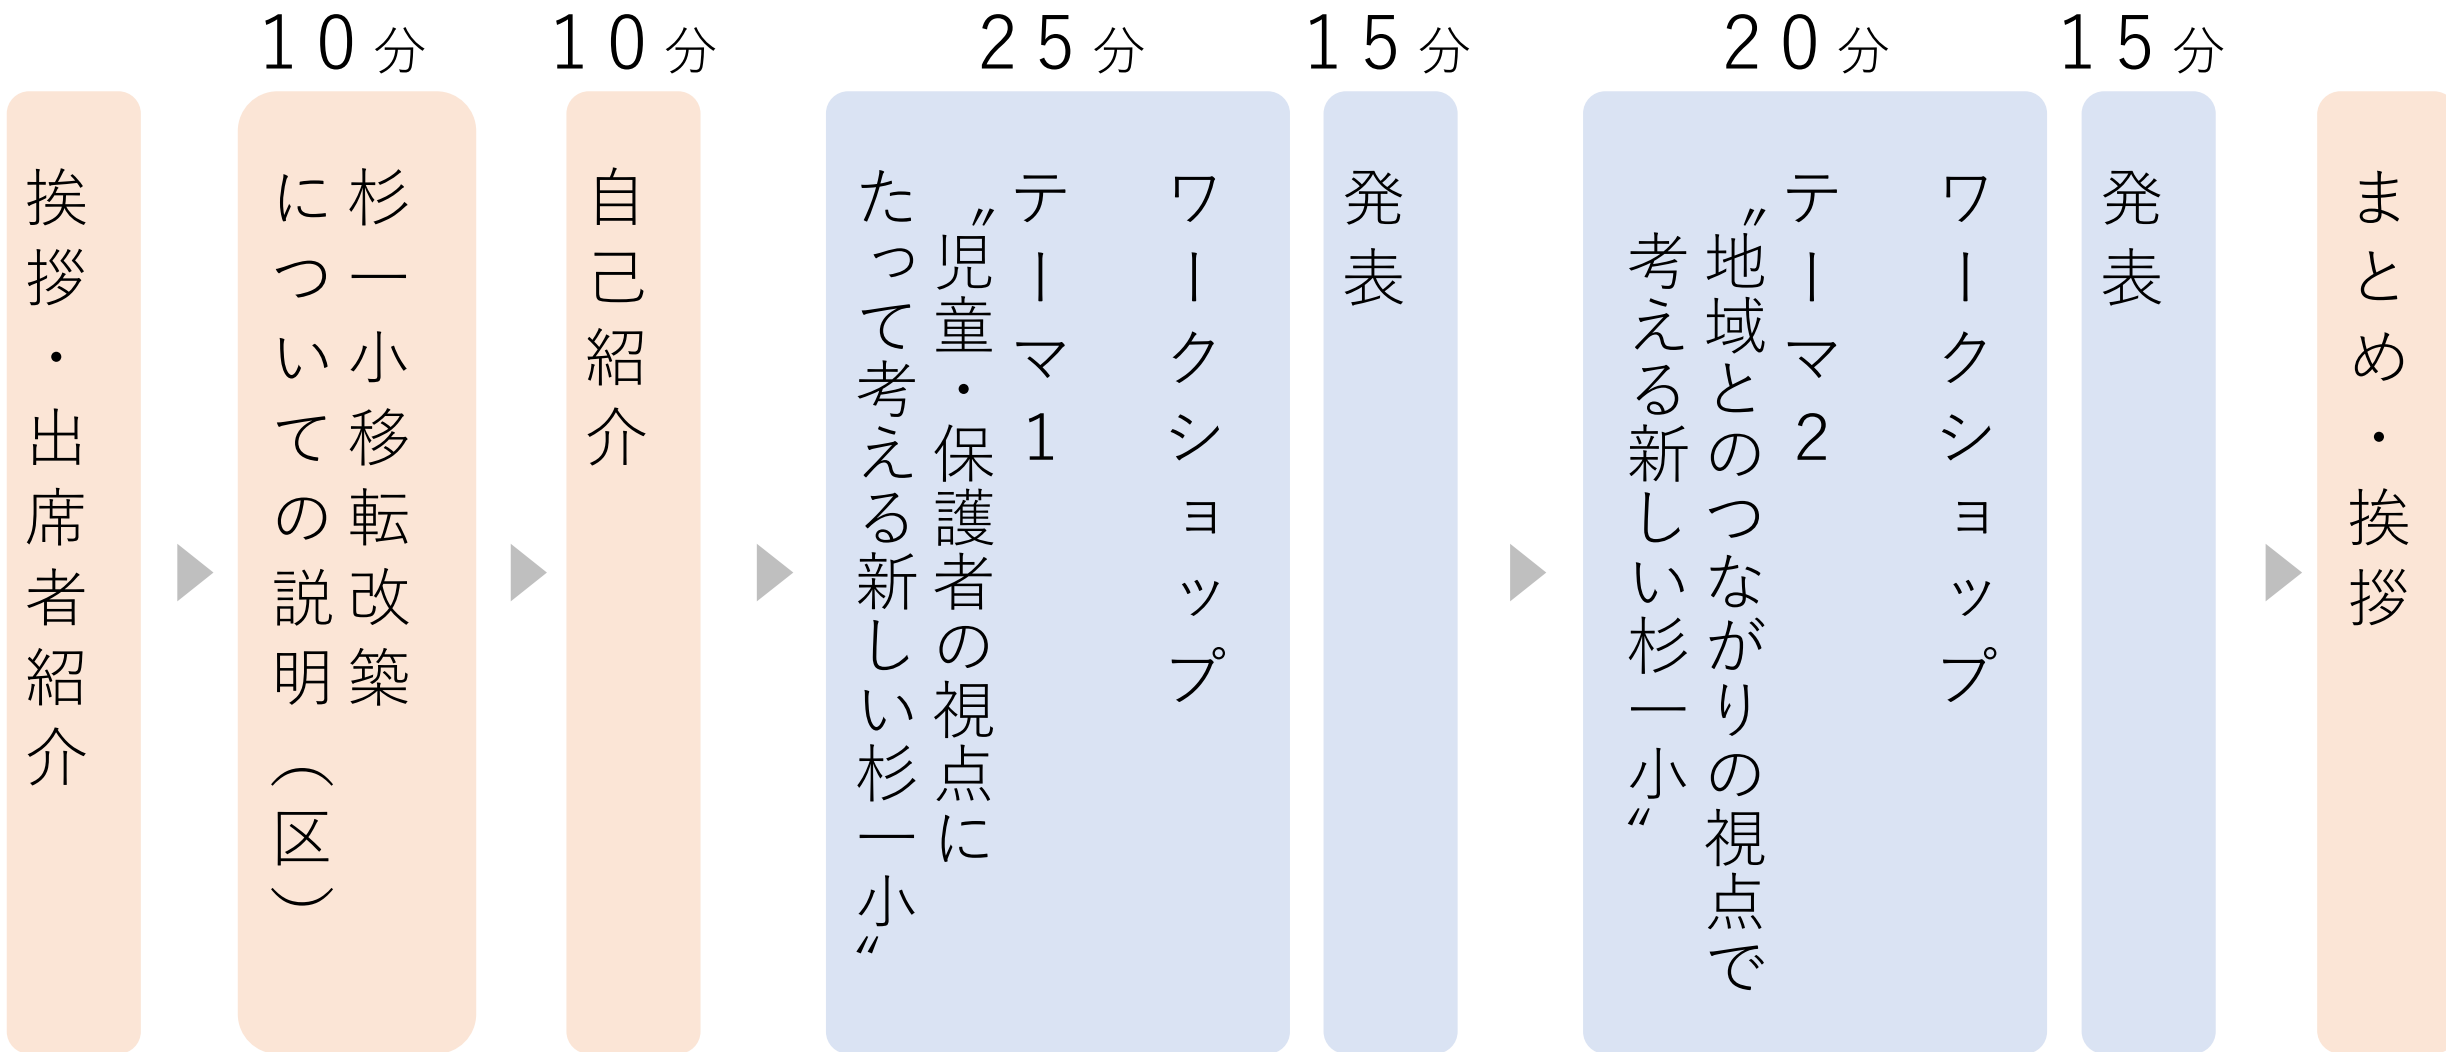 挨拶・出席者紹介
10分
杉一小移転改築
についての説明（区）
10分
自己紹介
25分
ワークショップ
テーマ1
〝児童・保護者の視点に
たって考える新しい杉一小〟
15分
発表
20分
ワークショップ
テーマ2
〝地域とのつながりの視点で
考える新しい杉一小〟
15分
発表
まとめ・挨拶